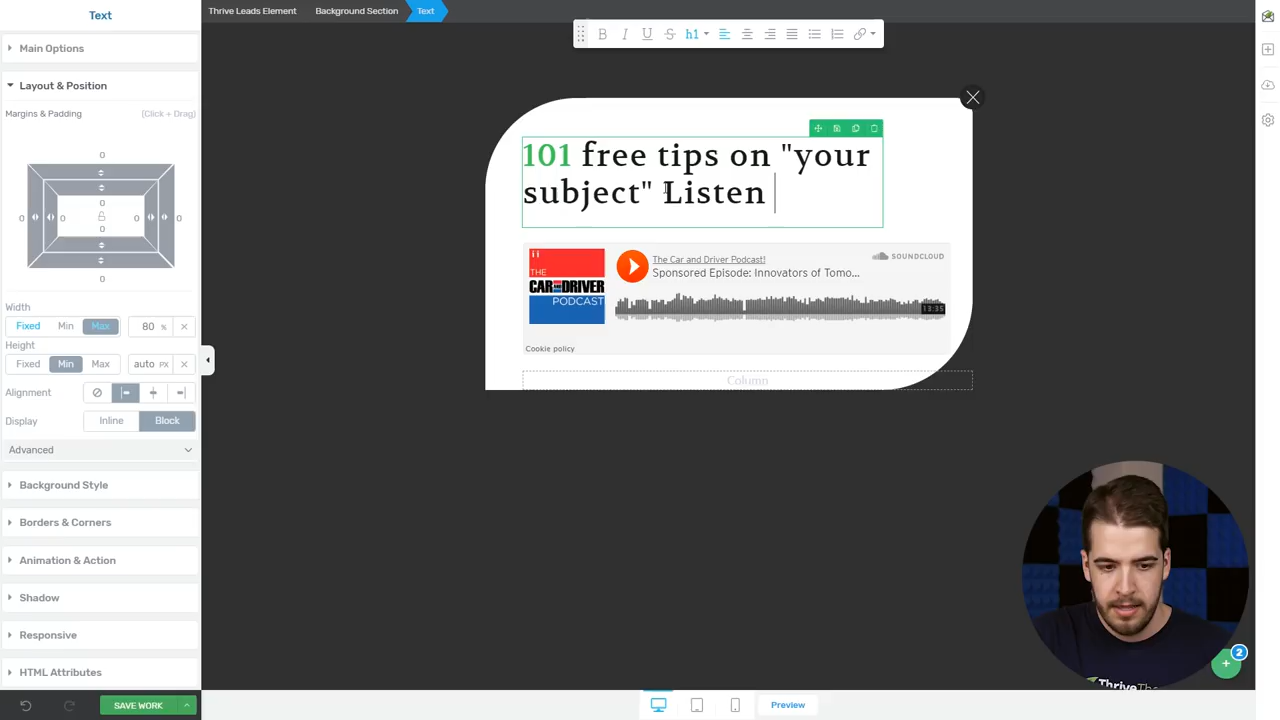 Text
Thrive Leads Element
Background Section
Text
Main Options
Layout & Position
Margins & Padding
(Click + Drag)
0
0
0
0
0
0
0
0
Width
Fixed
Min
Max
80 %
Height
Fixed
Min
Max
auto PX
Alignment
Display
Inline
Block
Advanced
Background Style
Borders & Corners
Animation & Action
Shadow
Responsive
HTML Attributes
SAVE WORK
B I U S h1
101 free tips on "your
subject" Listen
THE
CAR AND DRIVER
PODCAST
The Car and Driver Podcast!
Sponsored Episode: Innovators of Tomo...
SOUNDCLOUD
13:35
Cookie policy
Column
Preview
2
ThriveThe